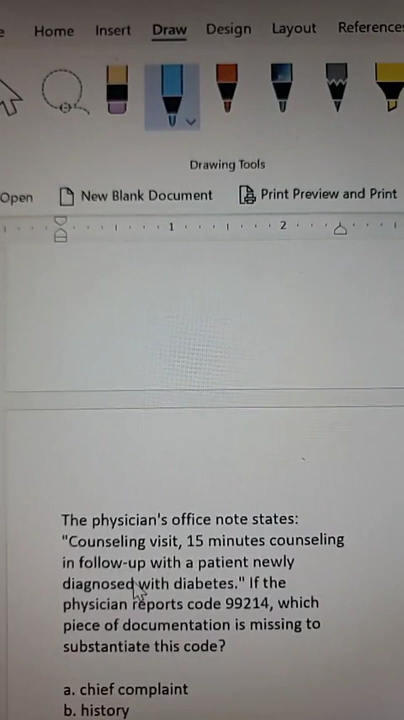 Home Insert Draw Design Layout References
Drawing Tools
Open New Blank Document Print Preview and Print
1 2
The physician's office note states:
"Counseling visit, 15 minutes counseling
in follow-up with a patient newly
diagnosed with diabetes." If the
physician reports code 99214, which
piece of documentation is missing to
substantiate this code?
a. chief complaint
b. history